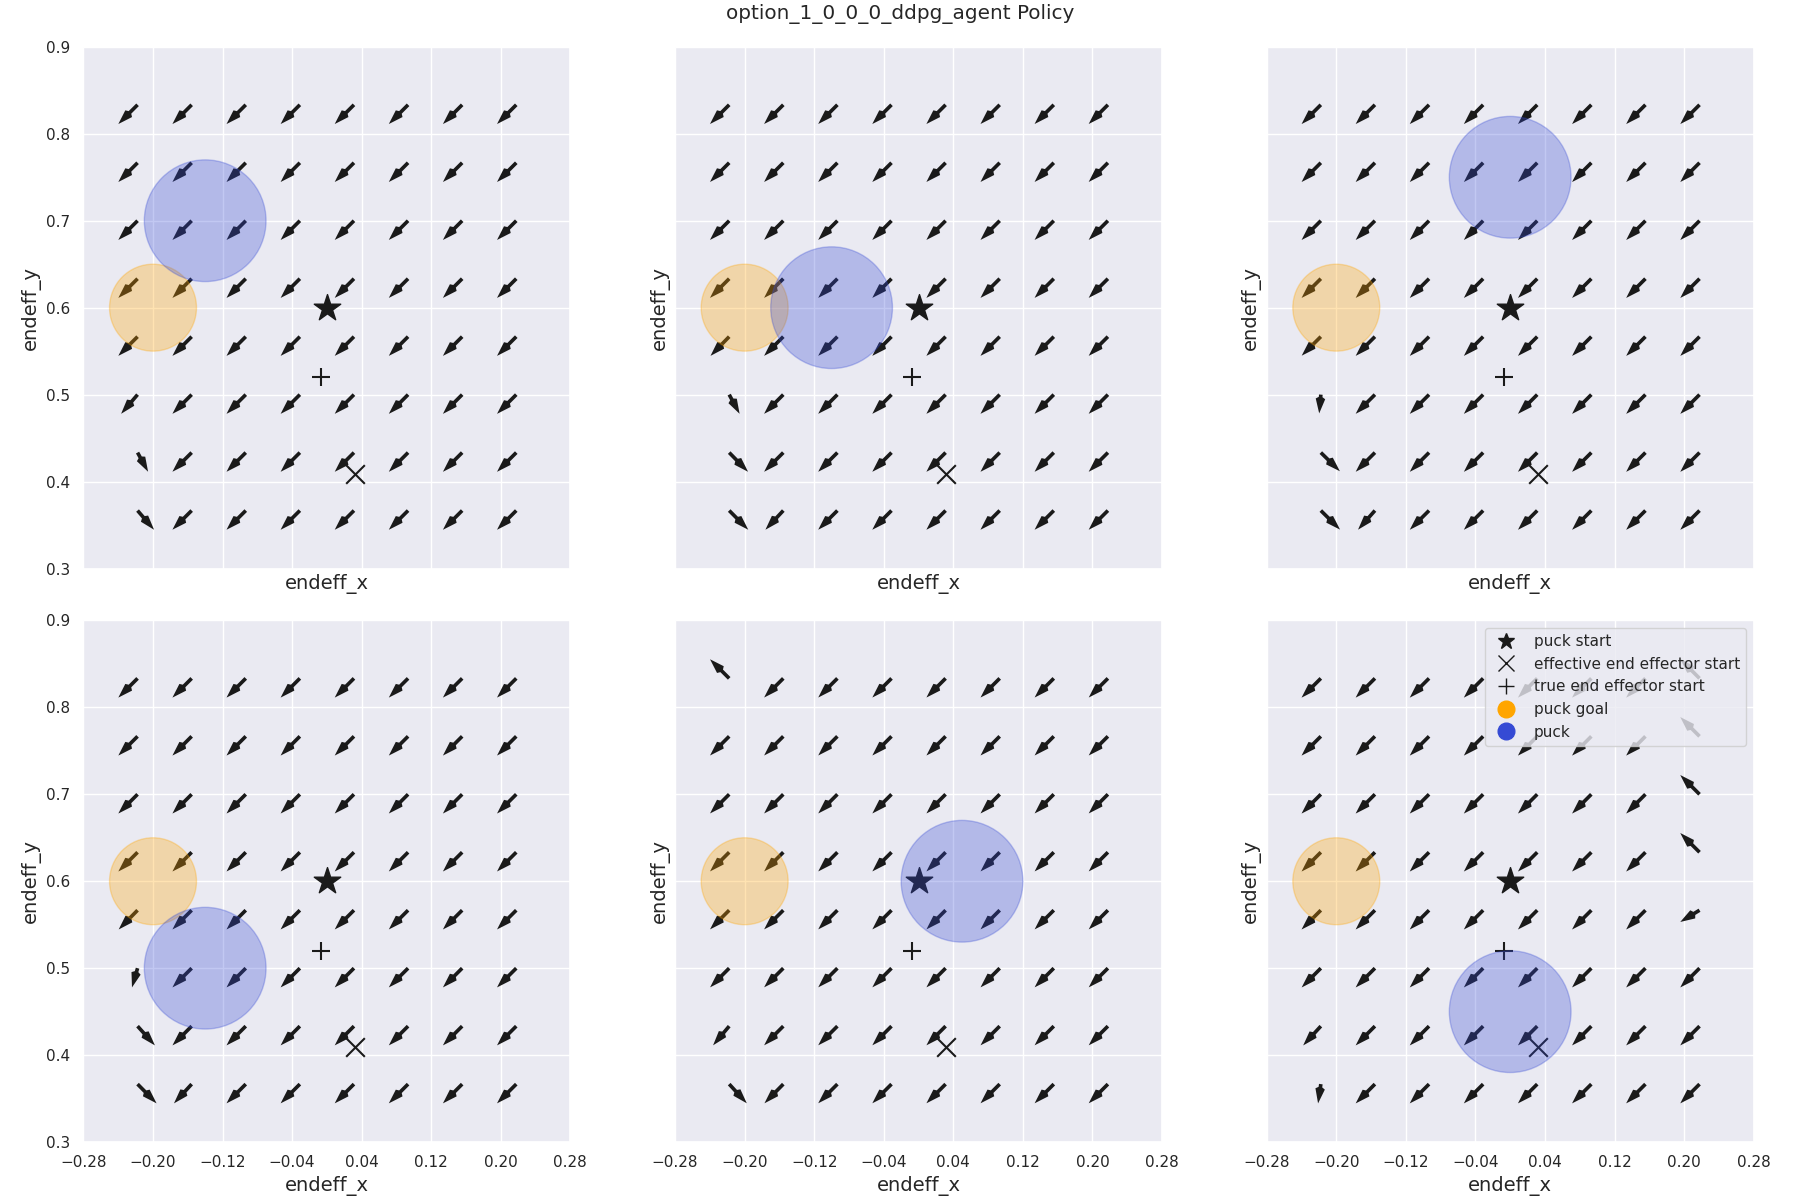 option_1_0_0_0_ddpg_agent Policy
0.9
0.8
0.7
0.6
0.5
0.4
0.3
endeff_y
endeff_x
endeff_y
endeff_x
endeff_y
endeff_x
0.9
0.8
0.7
0.6
0.5
0.4
0.3
endeff_y
−0.28 −0.20 −0.12 −0.04 0.04 0.12 0.20 0.28
endeff_x
endeff_y
−0.28 −0.20 −0.12 −0.04 0.04 0.12 0.20 0.28
endeff_x
puck start
effective end effector start
true end effector start
puck goal
puck
endeff_y
−0.28 −0.20 −0.12 −0.04 0.04 0.12 0.20 0.28
endeff_x